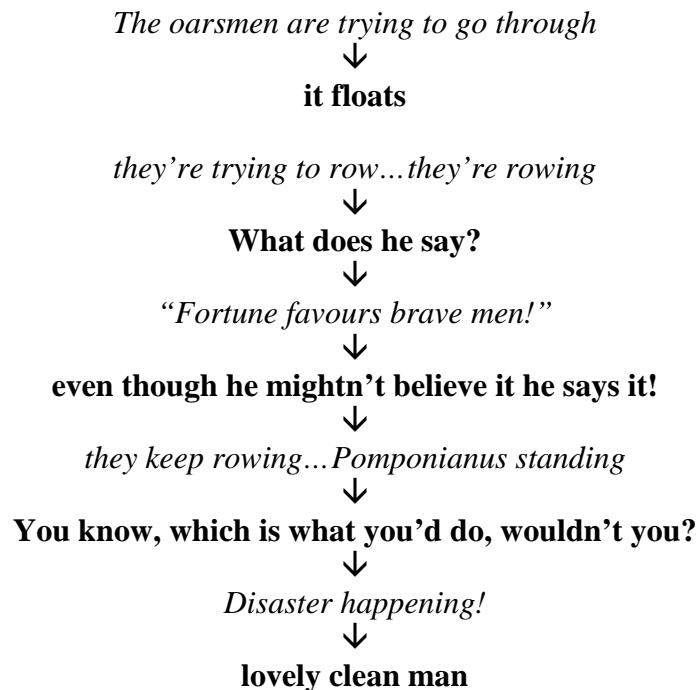 The oarsmen are trying to go through
↓
it floats
they’re trying to row…they’re rowing
↓
What does he say?
↓
“Fortune favours brave men!”
↓
even though he mightn’t believe it he says it!
↓
they keep rowing…Pomponianus standing
↓
You know, which is what you’d do, wouldn’t you?
↓
Disaster happening!
↓
lovely clean man